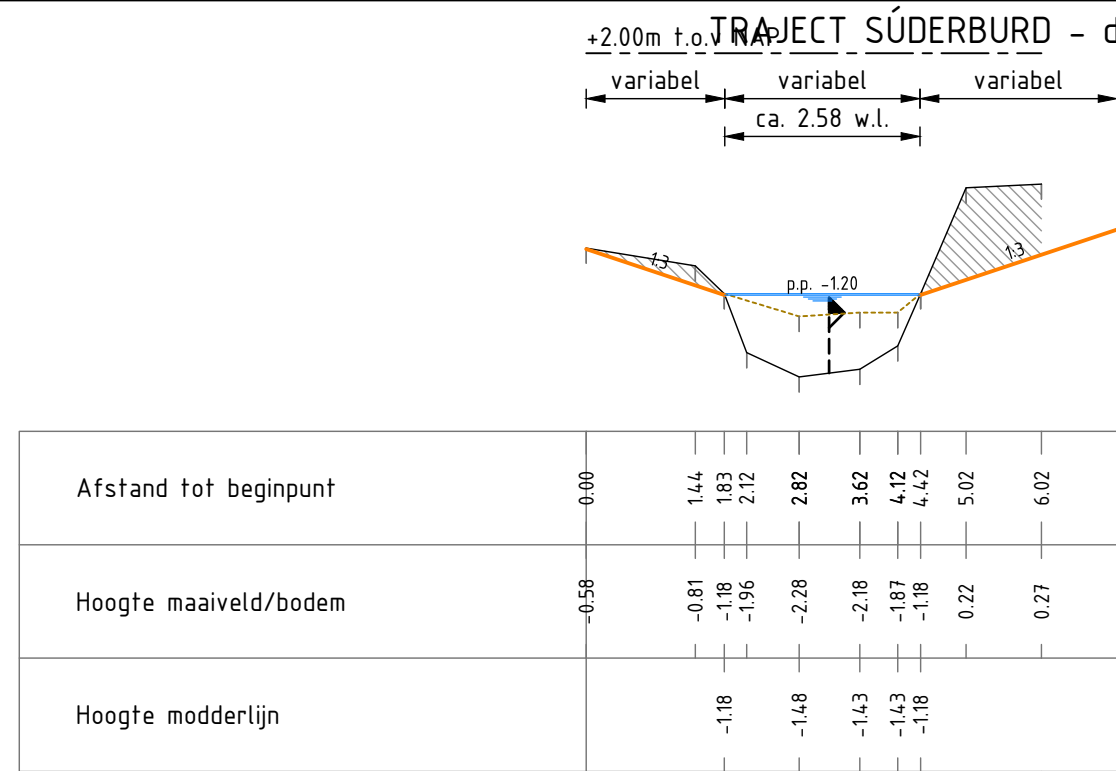 TRAJECT SÚDERBURD - d
+2.00m t.o.v NAP
variabel variabel variabel
ca. 2.58 w.l.
1:3 1:3
p.p. -1.20
Afstand tot beginpunt 0.00 1.44 1.83 2.12 2.82 3.62 4.12 4.42 5.02 6.02
Hoogte maaiveld/bodem -0.58 -0.81 -1.18 -1.96 -2.28 -2.18 -1.87 -1.18 0.22 0.27
Hoogte modderlijn -1.18 -1.48 -1.43 -1.43 -1.18